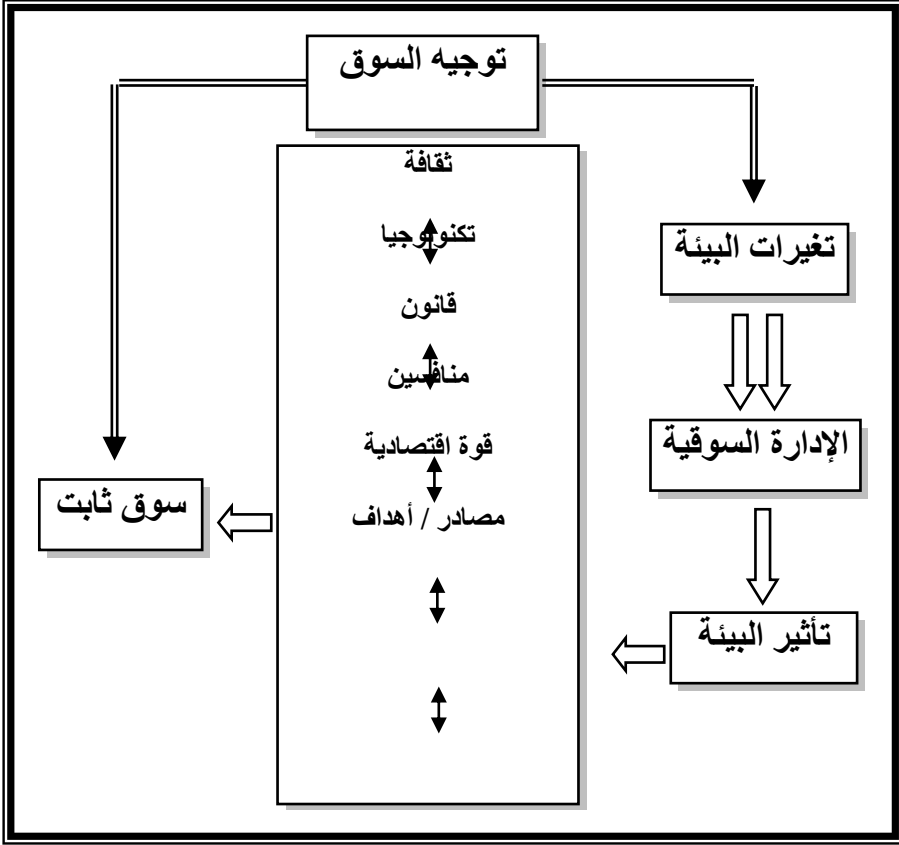 توجيه السوق
ثقافة
تكنولوجيا
تغيرات البيئة
قانون
منافسين
الإدارة السوقية
قوة اقتصادية
سوق ثابت
مصادر / أهداف
تأثير البيئة